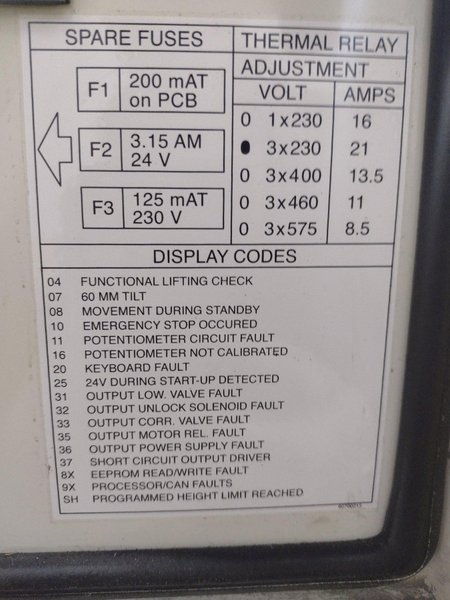 SPARE FUSES
F1 200 mAT on PCB
F2 3.15 AM 24 V
F3 125 mAT 230 V
THERMAL RELAY
ADJUSTMENT
VOLT AMPS
0 1x230 16
● 3x230 21
0 3x400 13.5
0 3x460 11
0 3x575 8.5
DISPLAY CODES
04 FUNCTIONAL LIFTING CHECK
07 60 MM TILT
08 MOVEMENT DURING STANDBY
10 EMERGENCY STOP OCCURED
11 POTENTIOMETER CIRCUIT FAULT
16 POTENTIOMETER NOT CALIBRATED
20 KEYBOARD FAULT
25 24V DURING START-UP DETECTED
31 OUTPUT LOW. VALVE FAULT
32 OUTPUT UNLOCK SOLENOID FAULT
33 OUTPUT CORR. VALVE FAULT
35 OUTPUT MOTOR REL. FAULT
36 OUTPUT POWER SUPPLY FAULT
37 SHORT CIRCUIT OUTPUT DRIVER
8X EEPROM READ/WRITE FAULT
9X PROCESSOR/CAN FAULTS
SH PROGRAMMED HEIGHT LIMIT REACHED